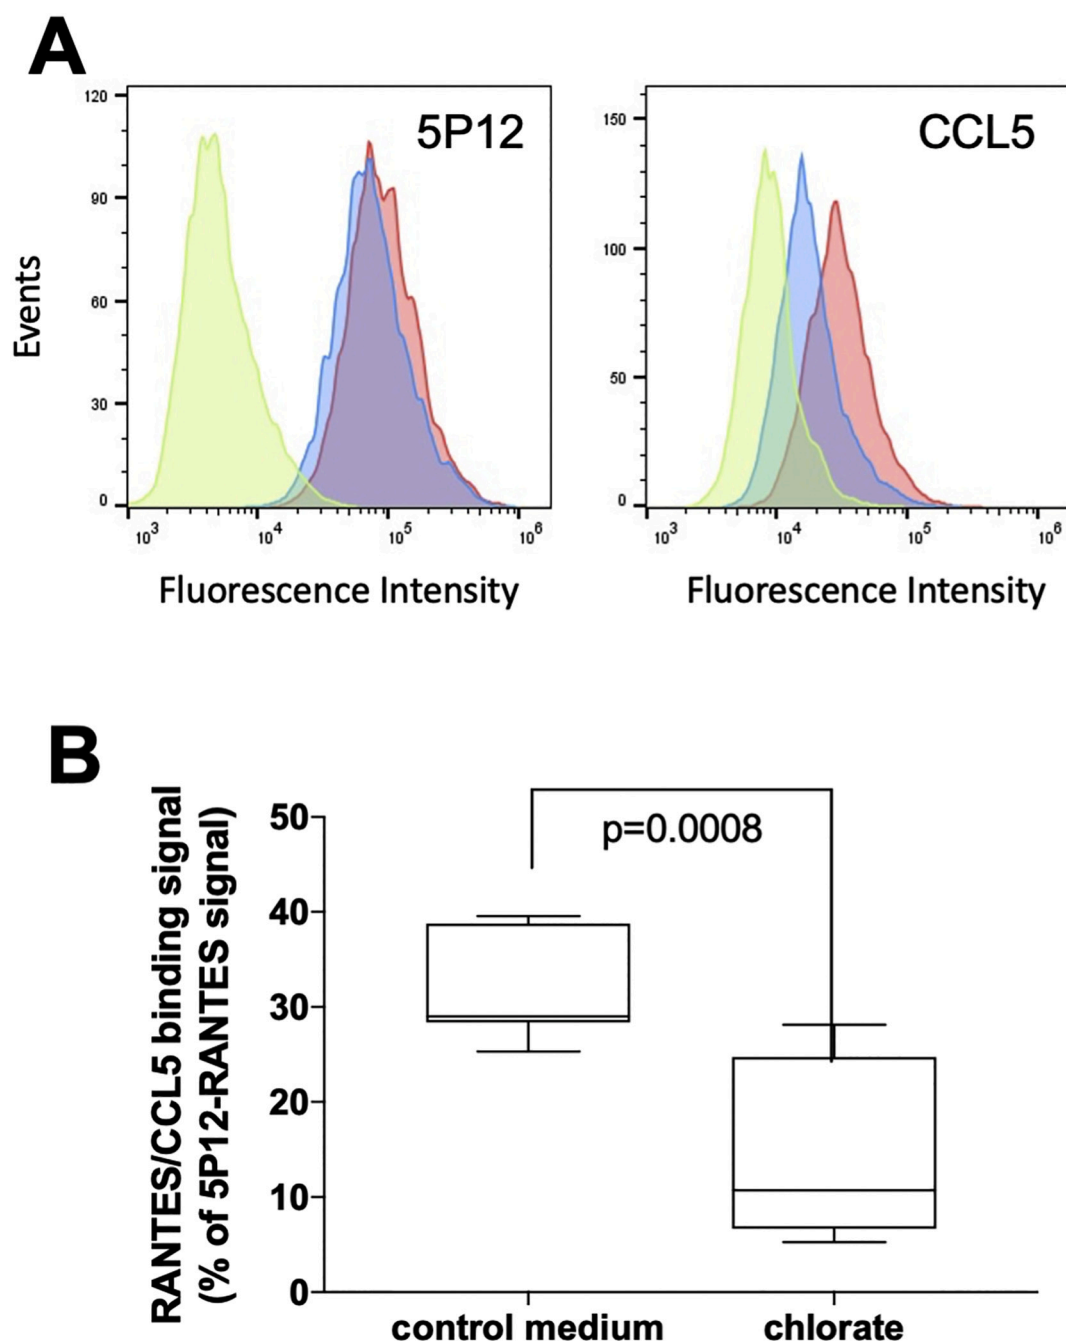 A
5P12
CCL5
Events
120
90
60
30
0
150
100
50
0
10³ 10⁴ 10⁵ 10⁶
10³ 10⁴ 10⁵ 10⁶
Fluorescence Intensity
Fluorescence Intensity
B
RANTES/CCL5 binding signal
(% of 5P12-RANTES signal)
50
40
30
20
10
0
p=0.0008
control medium
chlorate